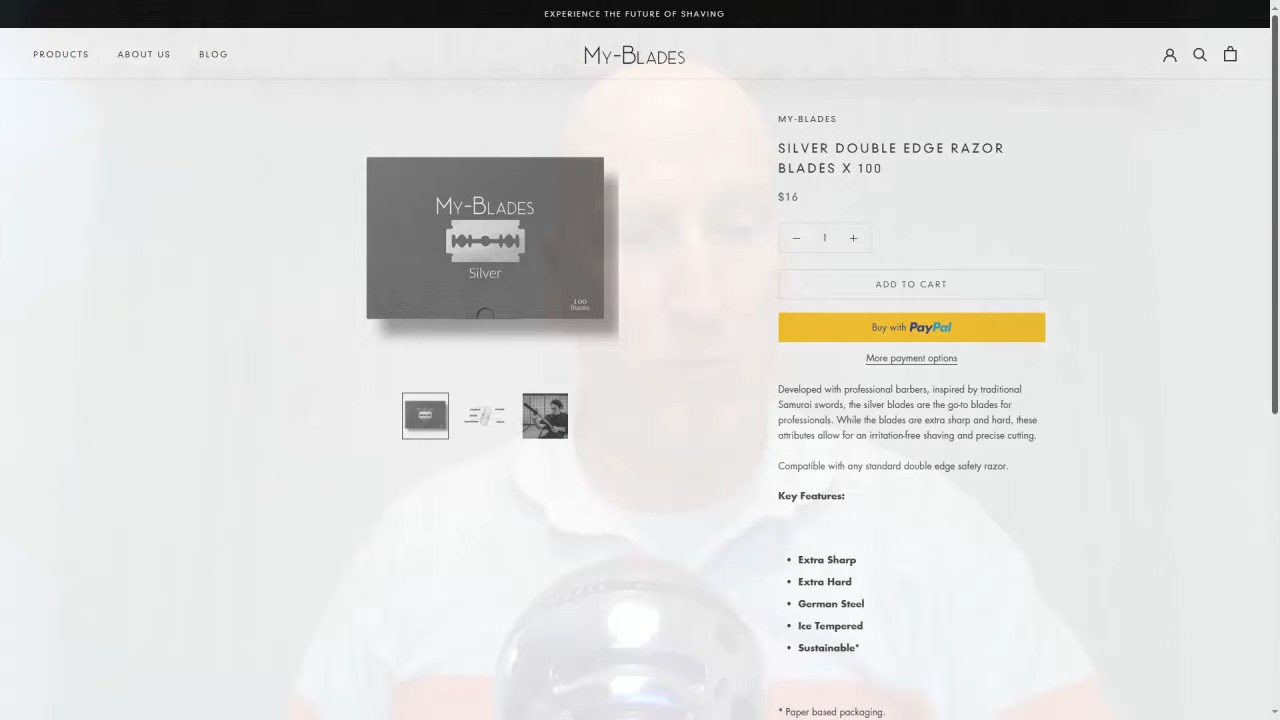 EXPERIENCE THE FUTURE OF SHAVING
PRODUCTS ABOUT US BLOG
MY-BLADES
MY-BLADES
SILVER DOUBLE EDGE RAZOR
BLADES X 100
$16
− 1 +
ADD TO CART
Buy with PayPal
More payment options
Developed with professional barbers, inspired by traditional
Samurai swords, the silver blades are the go-to blades for
professionals. While the blades are extra sharp and hard, these
attributes allow for an irritation-free shaving and precise cutting.
Compatible with any standard double edge safety razor.
Key Features:
• Extra Sharp
• Extra Hard
• German Steel
• Ice Tempered
• Sustainable*
* Paper based packaging.
MY-BLADES
Silver
100
Blades